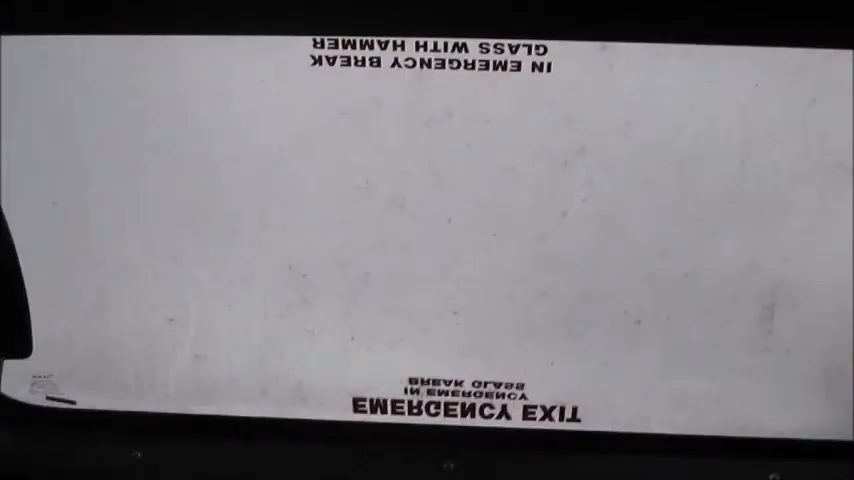 IN EMERGENCY BREAK
GLASS WITH HAMMER
EMERGENCY EXIT
IN EMERGENCY
BREAK GLASS